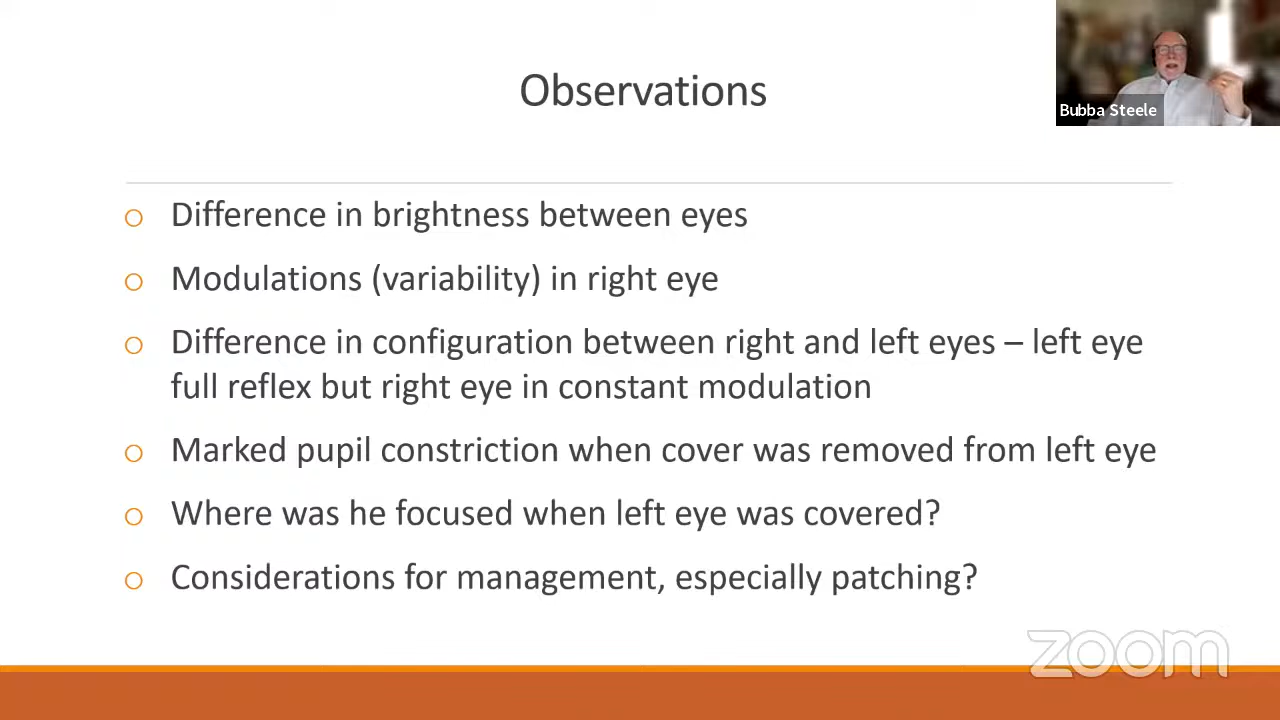 Observations
Bubba Steele
Difference in brightness between eyes
Modulations (variability) in right eye
Difference in configuration between right and left eyes – left eye
full reflex but right eye in constant modulation
Marked pupil constriction when cover was removed from left eye
Where was he focused when left eye was covered?
Considerations for management, especially patching?
zoom